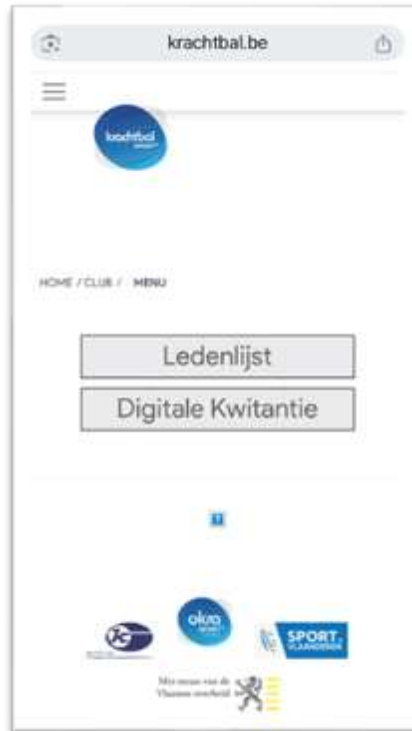 krachtbal.be
krachtbal
HOME / CLUB / MENU
Ledenlijst
Digitale Kwitantie
?
okra
SPORT.
VLAANDEREN
Met steun van de
Vlaamse overheid